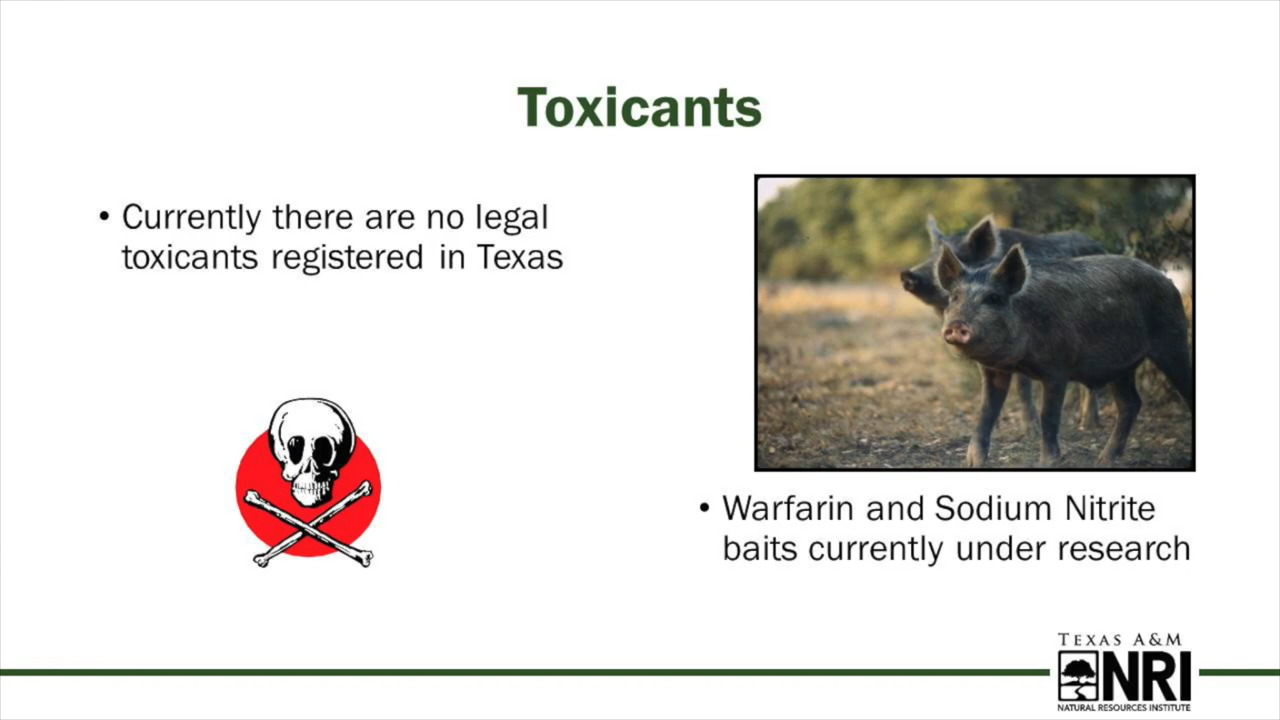 Toxicants
• Currently there are no legal
toxicants registered in Texas
• Warfarin and Sodium Nitrite
baits currently under research
TEXAS A&M
NRI
NATURAL RESOURCES INSTITUTE